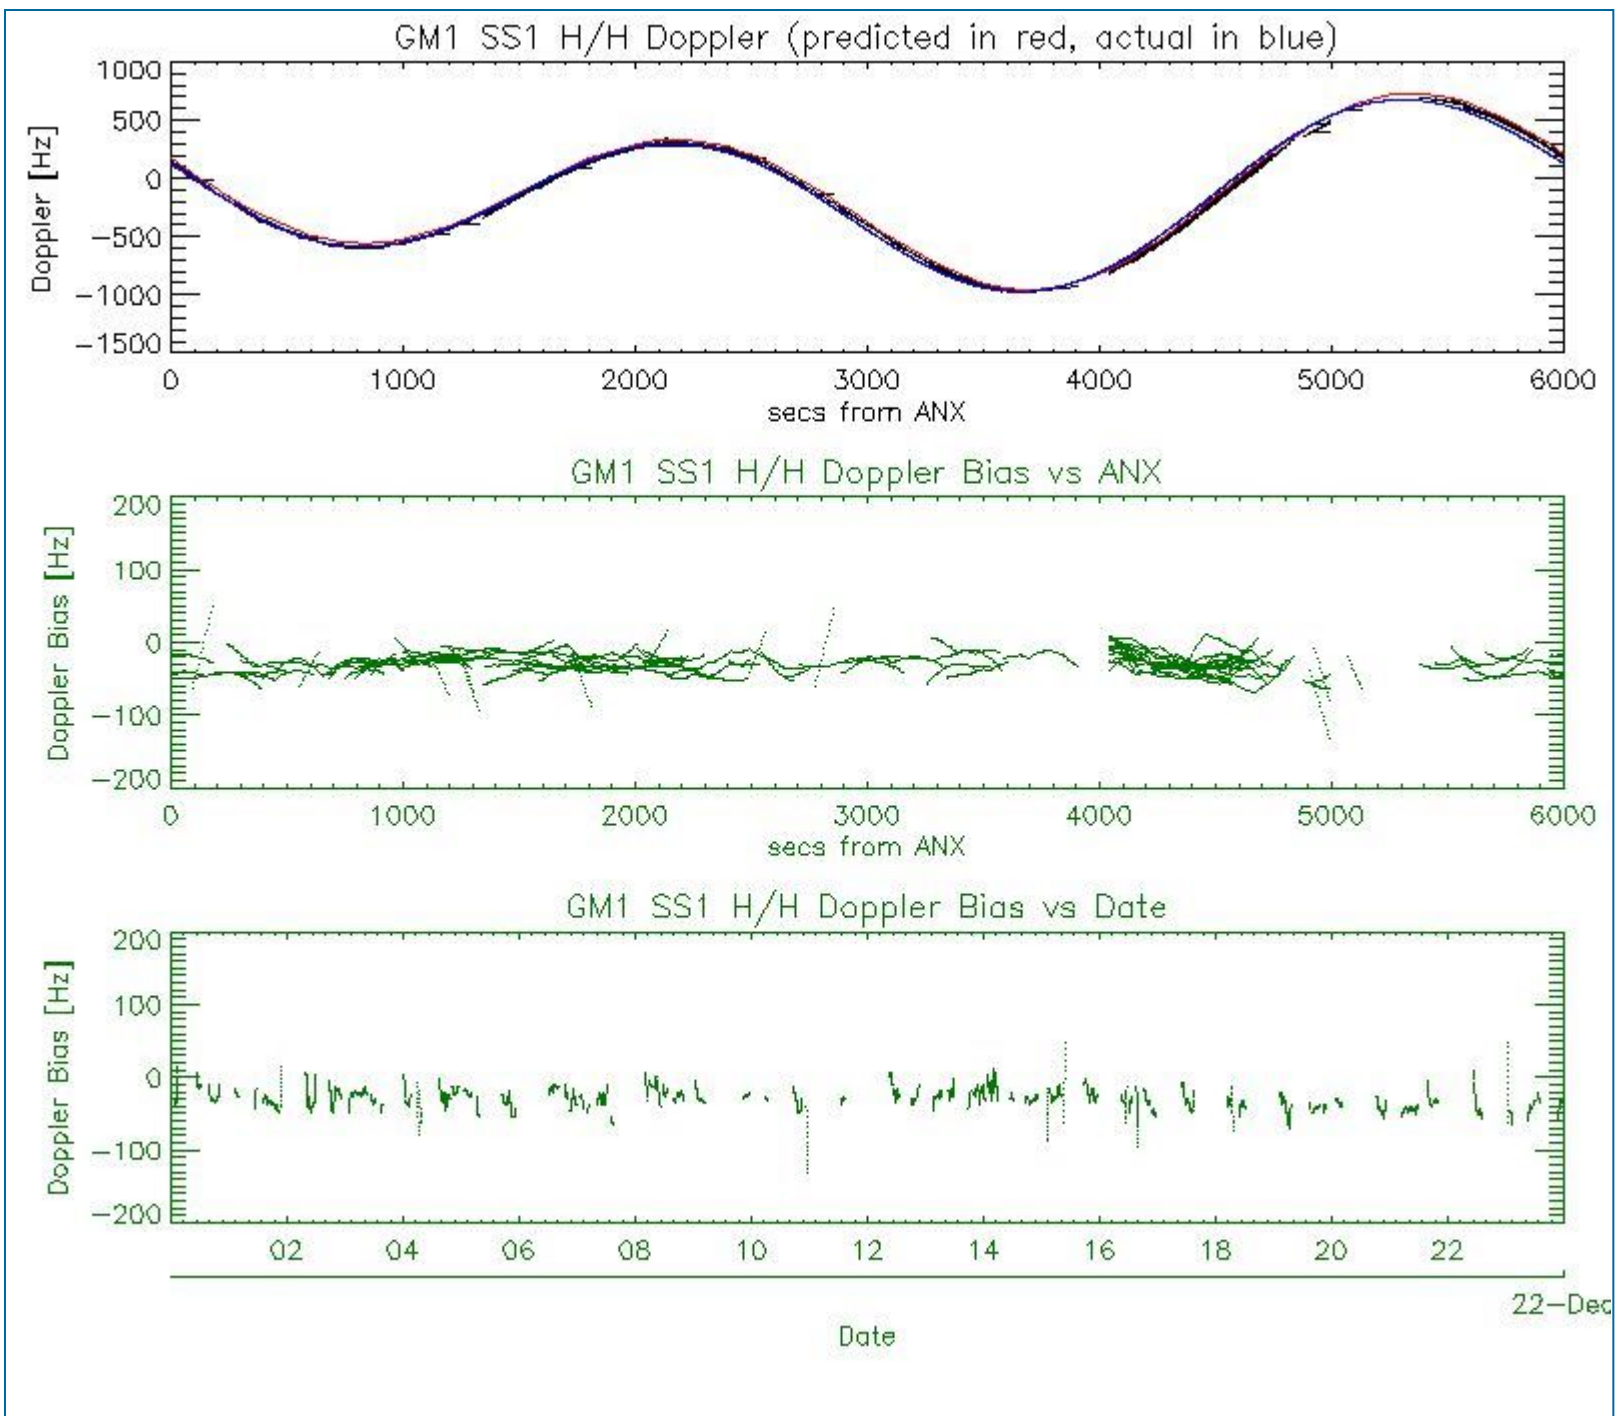 GM1 SS1 H/H Doppler (predicted in red, actual in blue)
1000
500
0
-500
-1000
-1500
Doppler [Hz]
0 1000 2000 3000 4000 5000 6000
secs from ANX
GM1 SS1 H/H Doppler Bias vs ANX
200
100
0
-100
-200
Doppler Bias [Hz]
0 1000 2000 3000 4000 5000 6000
secs from ANX
GM1 SS1 H/H Doppler Bias vs Date
200
100
0
-100
-200
Doppler Bias [Hz]
02 04 06 08 10 12 14 16 18 20 22
22-Dec
Date